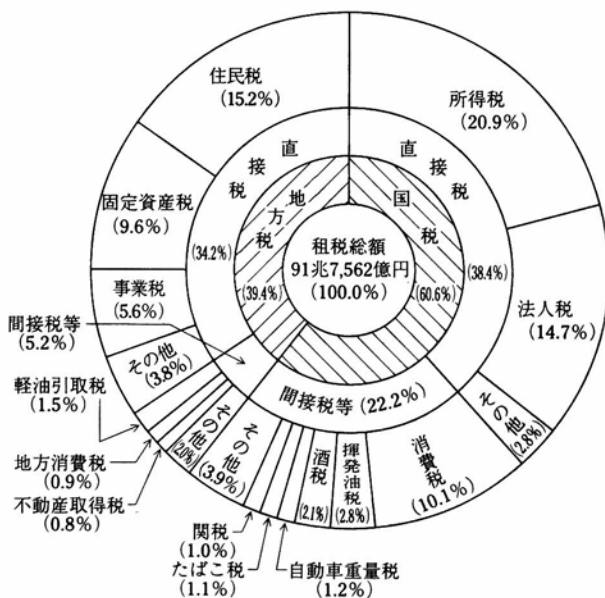 租税総額
91兆7,562億円
(100.0%)
国税
(60.6%)
地方税
(39.4%)
直接税
(38.4%)
間接税等(22.2%)
直接税
(34.2%)
間接税等
(5.2%)
所得税
(20.9%)
法人税
(14.7%)
その他
(2.8%)
消費税
(10.1%)
揮発油税
(2.8%)
酒税
(2.1%)
自動車重量税
(1.2%)
たばこ税
(1.1%)
関税
(1.0%)
その他
(3.9%)
その他
(2.0%)
不動産取得税
(0.8%)
地方消費税
(0.9%)
軽油引取税
(1.5%)
その他
(3.8%)
事業税
(5.6%)
固定資産税
(9.6%)
住民税
(15.2%)